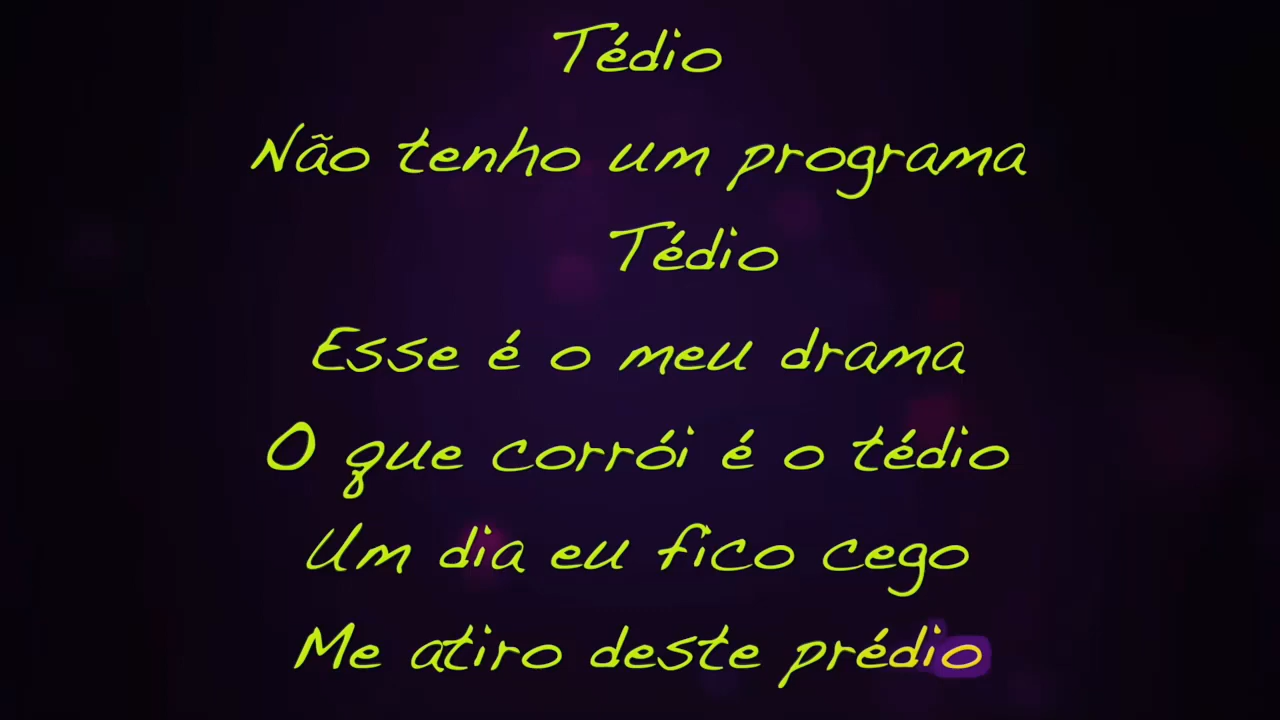 Tédio
Não tenho um programa
Tédio
Esse é o meu drama
O que corrói é o tédio
Um dia eu fico cego
Me atiro deste prédio